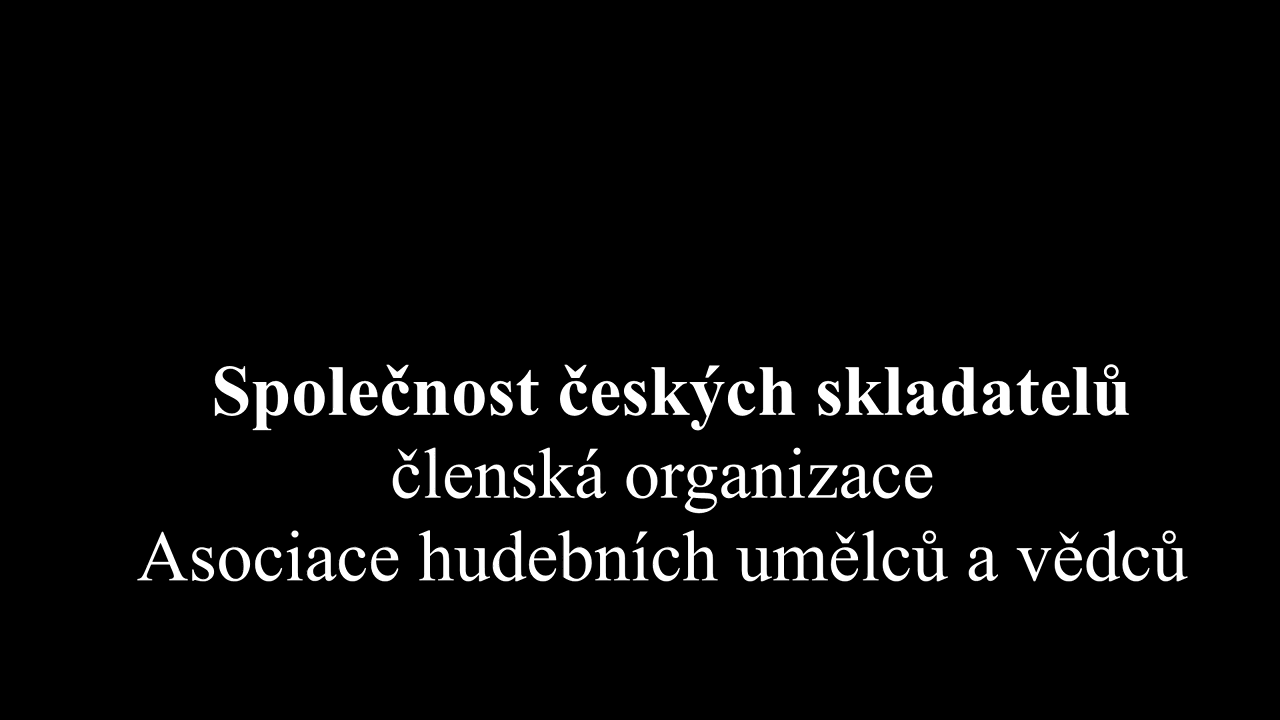 Společnost českých skladatelů
členská organizace
Asociace hudebních umělců a vědců